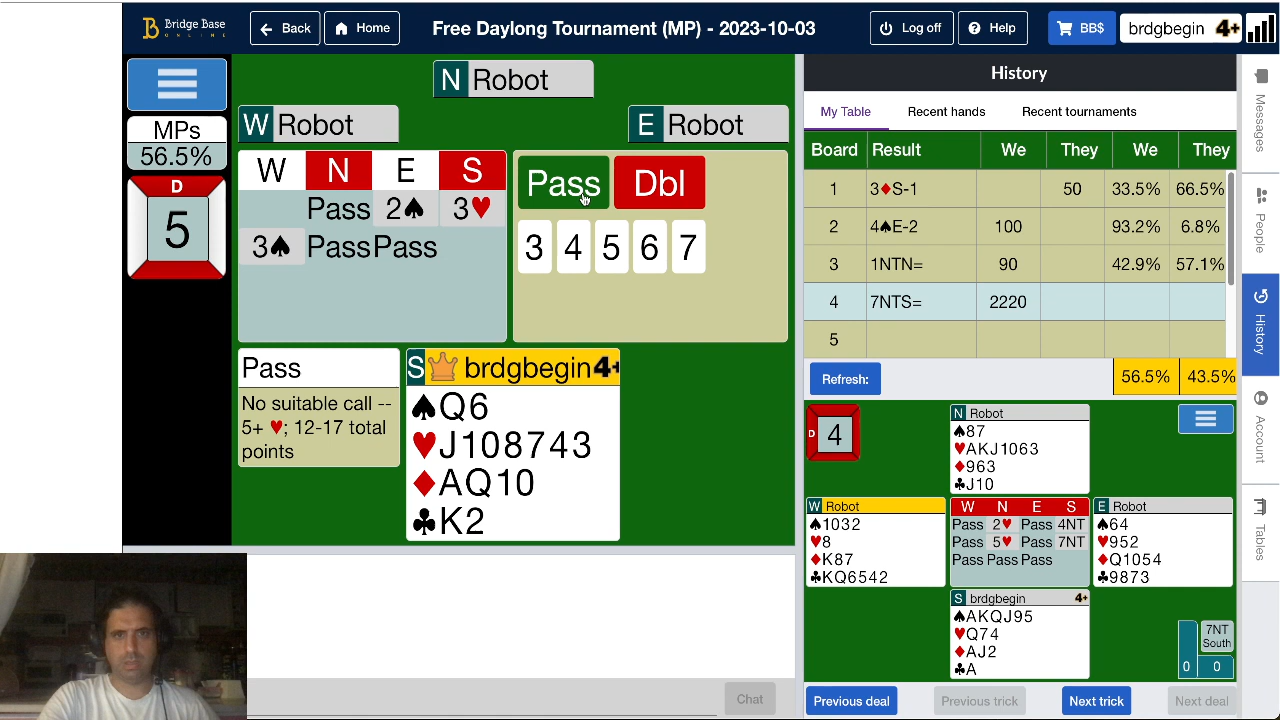 Bridge Base
ONLINE
Back
Home
Free Daylong Tournament (MP) - 2023-10-03
Log off
Help
BB$
brdgbegin 4+
N Robot
W Robot
E Robot
MPs
56.5%
D
5
W N E S
Pass 2♠ 3♥
3♠ Pass Pass
Pass Dbl
3 4 5 6 7
Pass
No suitable call --
5+ ♥; 12-17 total
points
S brdgbegin 4+
♠Q6
♥J108743
♦AQ10
♣K2
Chat
History
My Table Recent hands Recent tournaments
Board Result We They We They
1 3♦S-1 50 33.5% 66.5%
2 4♠E-2 100 93.2% 6.8%
3 1NTN= 90 42.9% 57.1%
4 7NTS= 2220
5
Refresh: 56.5% 43.5%
D 4
N Robot
♠87
♥AKJ1063
♦963
♣J10
W Robot
♠1032
♥8
♦K87
♣KQ6542
W N E S
Pass 2♥ Pass 4NT
Pass 5♥ Pass 7NT
Pass Pass Pass
E Robot
♠64
♥952
♦Q1054
♣9873
S brdgbegin 4+
♠AKQJ95
♥Q74
♦AJ2
♣A
7NT
South
0 0
Previous deal Previous trick Next trick Next deal
Messages
People
History
Account
Tables